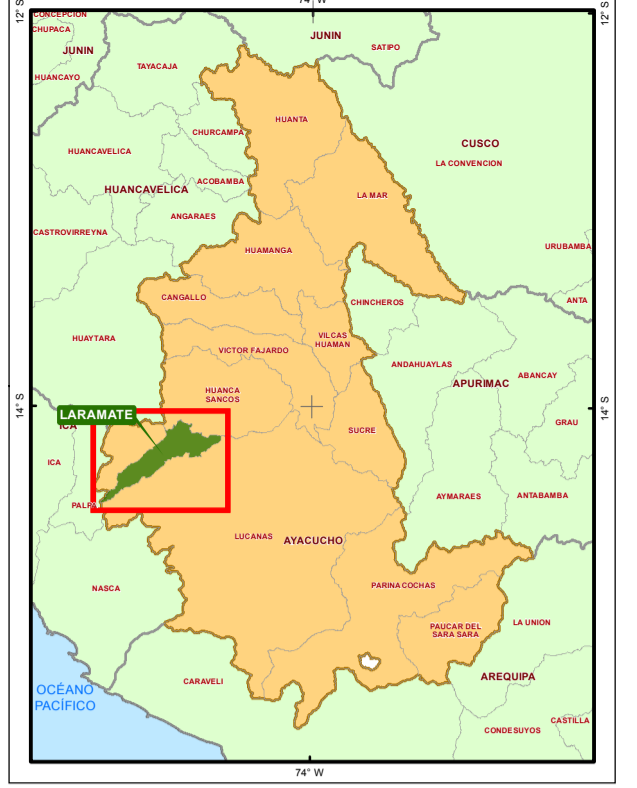 74° W
12° S
12° S
CONCEPCION
CHUPACA
JUNIN
JUNIN
SATIPO
TAYACAJA
HUANCAYO
HUANTA
CHURCAMPA
CUSCO
HUANCAVELICA
LA CONVENCION
ACOBAMBA
HUANCAVELICA
LA MAR
ANGARAES
CASTROVIRREYNA
HUAMANGA
URUBAMBA
CANGALLO
CHINCHEROS
ANTA
HUAYTARA
VILCAS
HUAMAN
VICTOR FAJARDO
ANDAHUAYLAS
ABANCAY
APURIMAC
HUANCA
SANCOS
14° S
14° S
LARAMATE
ICA
GRAU
SUCRE
ICA
AYMARAES
ANTABAMBA
PALPA
LUCANAS
AYACUCHO
NASCA
PARINACOCHAS
PAUCAR DEL
SARA SARA
LA UNION
CARAVELI
AREQUIPA
OCÉANO
PACÍFICO
CASTILLA
CONDESUYOS
74° W